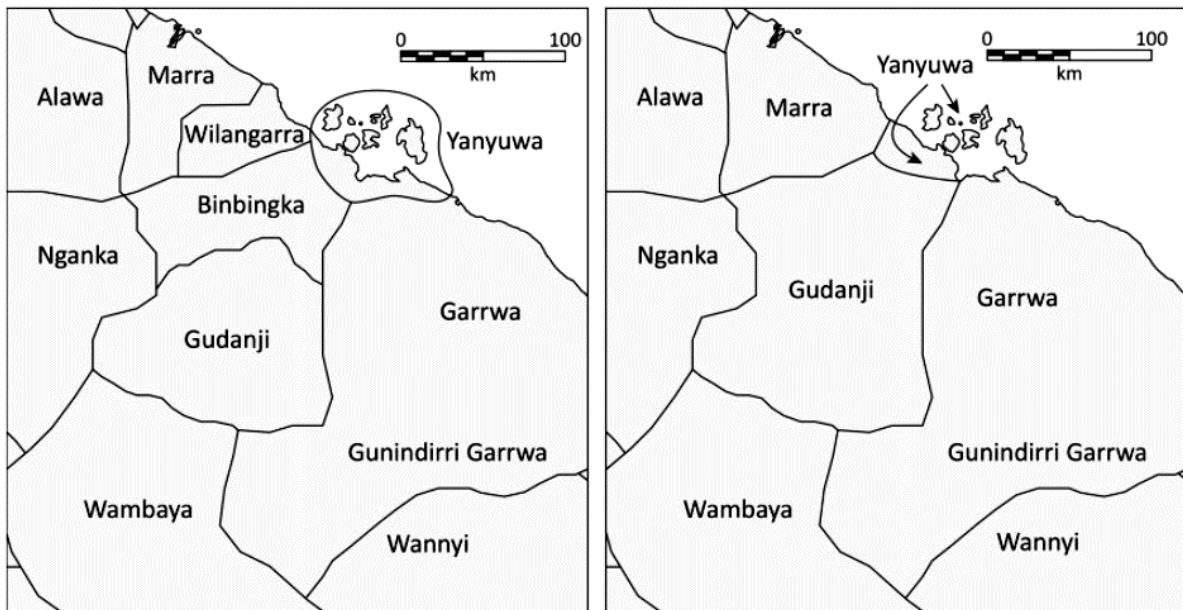 0 100
km
Marra
Alawa
Wilangarra
Yanyuwa
Binbingka
Nganka
Garrwa
Gudanji
Gunindirri Garrwa
Wambaya
Wannyi
0 100
km
Yanyuwa
Alawa
Marra
Nganka
Gudanji
Garrwa
Gunindirri Garrwa
Wambaya
Wannyi